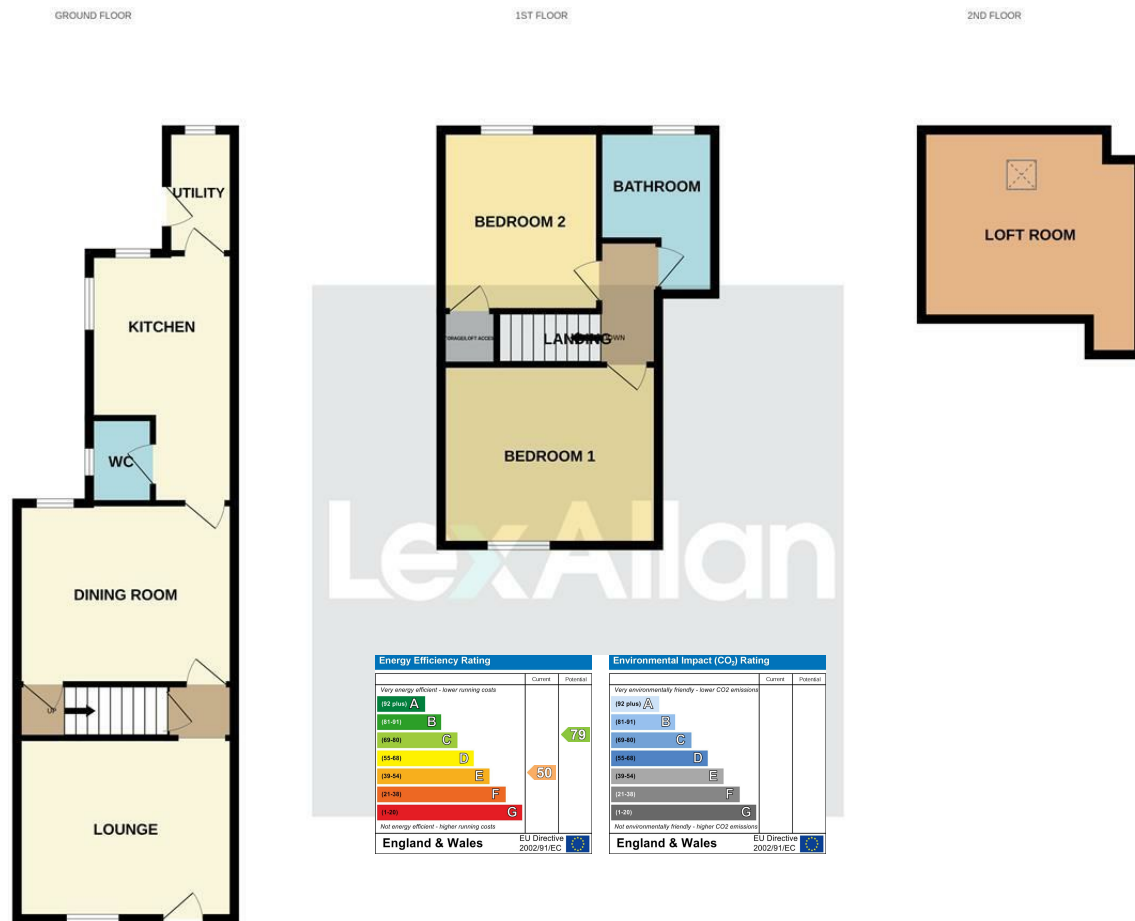 GROUND FLOOR
1ST FLOOR
2ND FLOOR
UTILITY
KITCHEN
WC
DINING ROOM
UP
LOUNGE
BEDROOM 2
BATHROOM
LANDING
BEDROOM 1
LOFT ROOM
LexAllan
Energy Efficiency Rating
Current Potential
Very energy efficient - lower running costs
(92 plus) A
(81-91) B
(69-80) C
(55-68) D
(39-54) E
(21-38) F
(1-20) G
50
79
Not energy efficient - higher running costs
England & Wales
EU Directive
2002/91/EC
Environmental Impact (CO₂) Rating
Current Potential
Very environmentally friendly - lower CO2 emissions
(92 plus) A
(81-91) B
(69-80) C
(55-68) D
(39-54) E
(21-38) F
(1-20) G
Not environmentally friendly - higher CO2 emissions
England & Wales
EU Directive
2002/91/EC